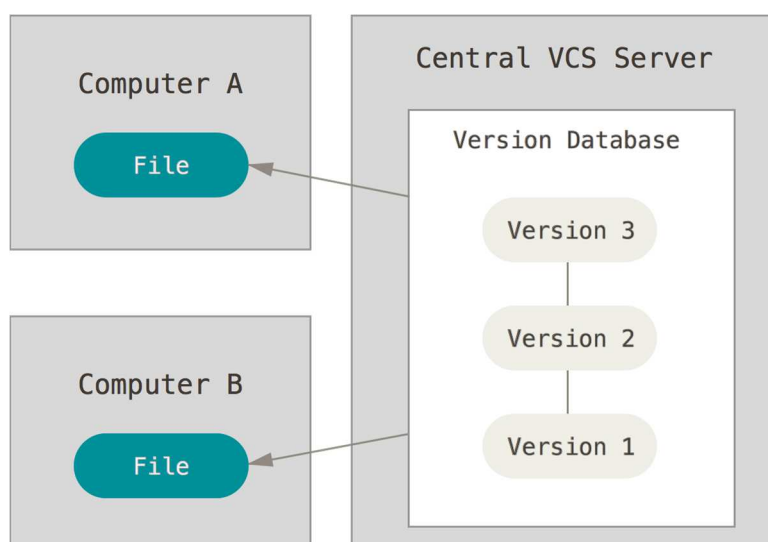 Computer A
File
Computer B
File
Central VCS Server
Version Database
Version 3
Version 2
Version 1